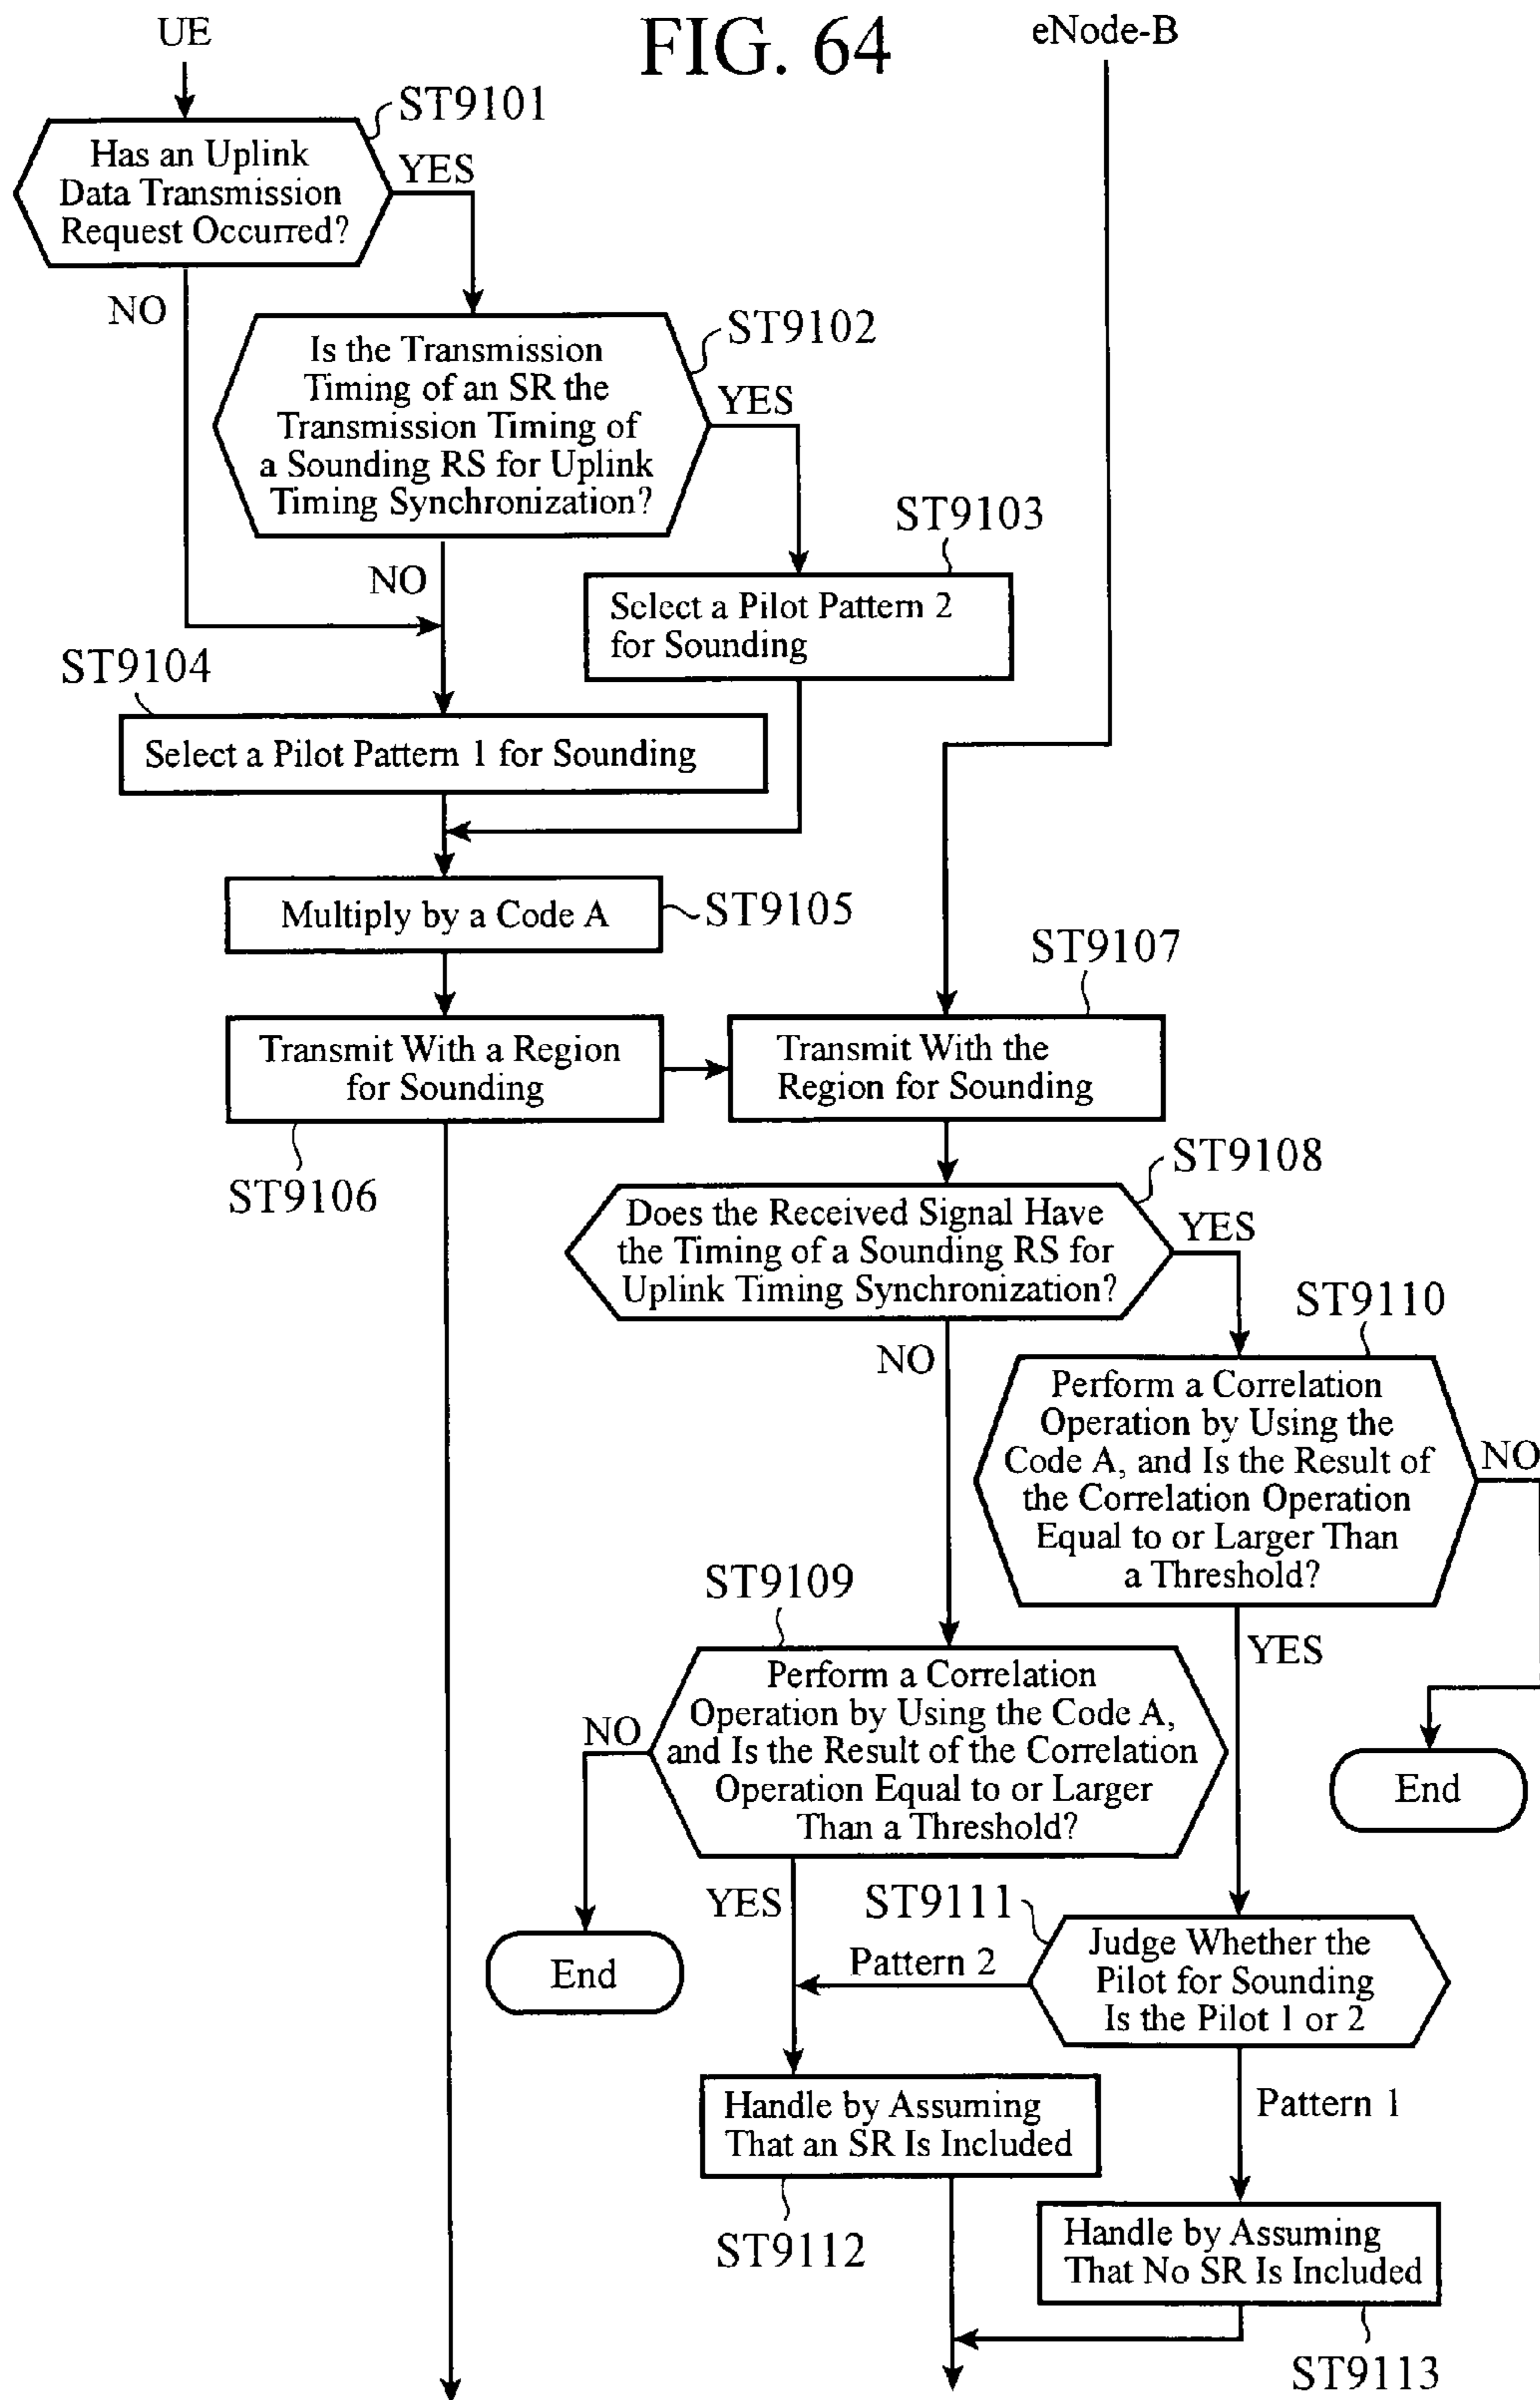 UE
FIG. 64
eNode-B
ST9101
Has an Uplink
Data Transmission
Request Occurred?
YES
NO
ST9102
Is the Transmission
Timing of an SR the
Transmission Timing of
a Sounding RS for Uplink
Timing Synchronization?
YES
NO
ST9103
Select a Pilot Pattern 2
for Sounding
ST9104
Select a Pilot Pattern 1 for Sounding
Multiply by a Code A
ST9105
ST9107
Transmit With a Region
for Sounding
Transmit With the
Region for Sounding
ST9106
ST9108
Does the Received Signal Have
the Timing of a Sounding RS for
Uplink Timing Synchronization?
YES
NO
ST9110
Perform a Correlation
Operation by Using the
Code A, and Is the Result of
the Correlation Operation
Equal to or Larger Than
a Threshold?
NO
YES
End
ST9109
Perform a Correlation
Operation by Using the Code A,
and Is the Result of the Correlation
Operation Equal to or Larger
Than a Threshold?
NO
YES
End
ST9111
Judge Whether the
Pilot for Sounding
Is the Pilot 1 or 2
Pattern 2
Pattern 1
Handle by Assuming
That an SR Is Included
ST9112
Handle by Assuming
That No SR Is Included
ST9113